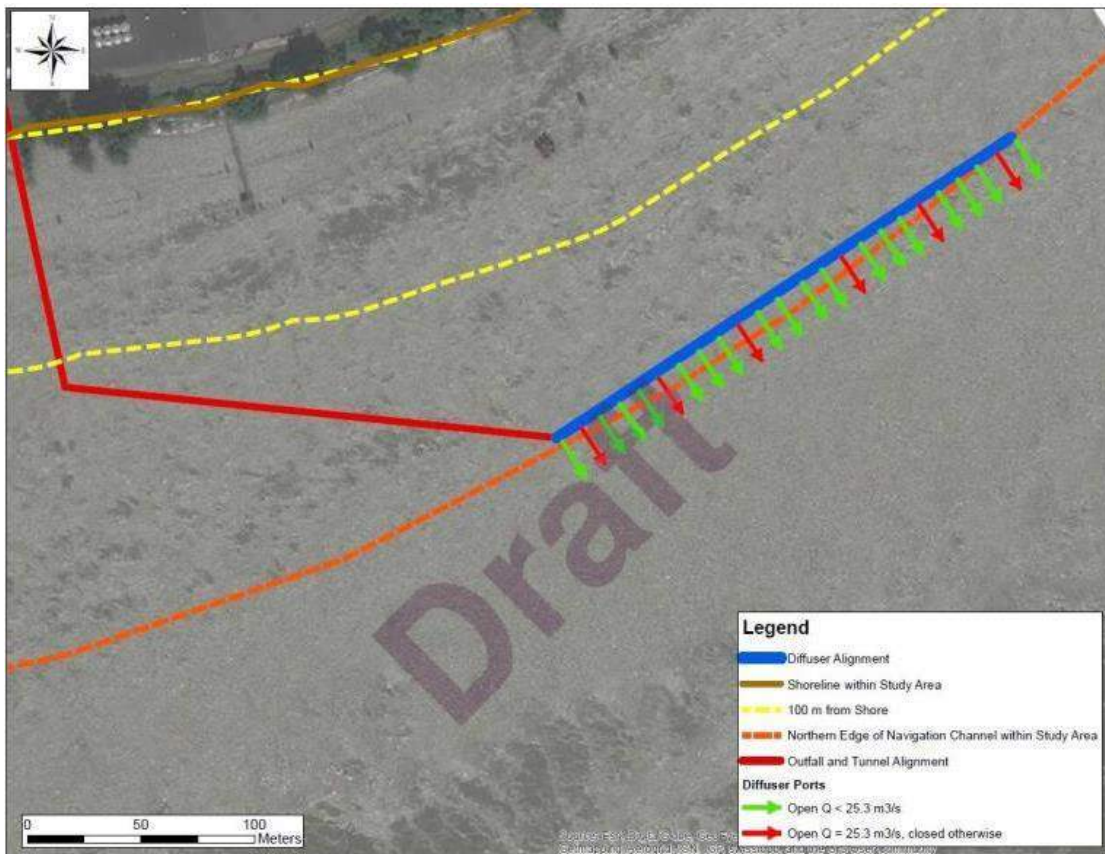 N
Draft
Legend
Diffuser Alignment
Shoreline within Study Area
100 m from Shore
Northern Edge of Navigation Channel within Study Area
Outfall and Tunnel Alignment
Diffuser Ports
Open Q < 25.3 m3/s
Open Q = 25.3 m3/s, closed otherwise
0 50 100
Meters